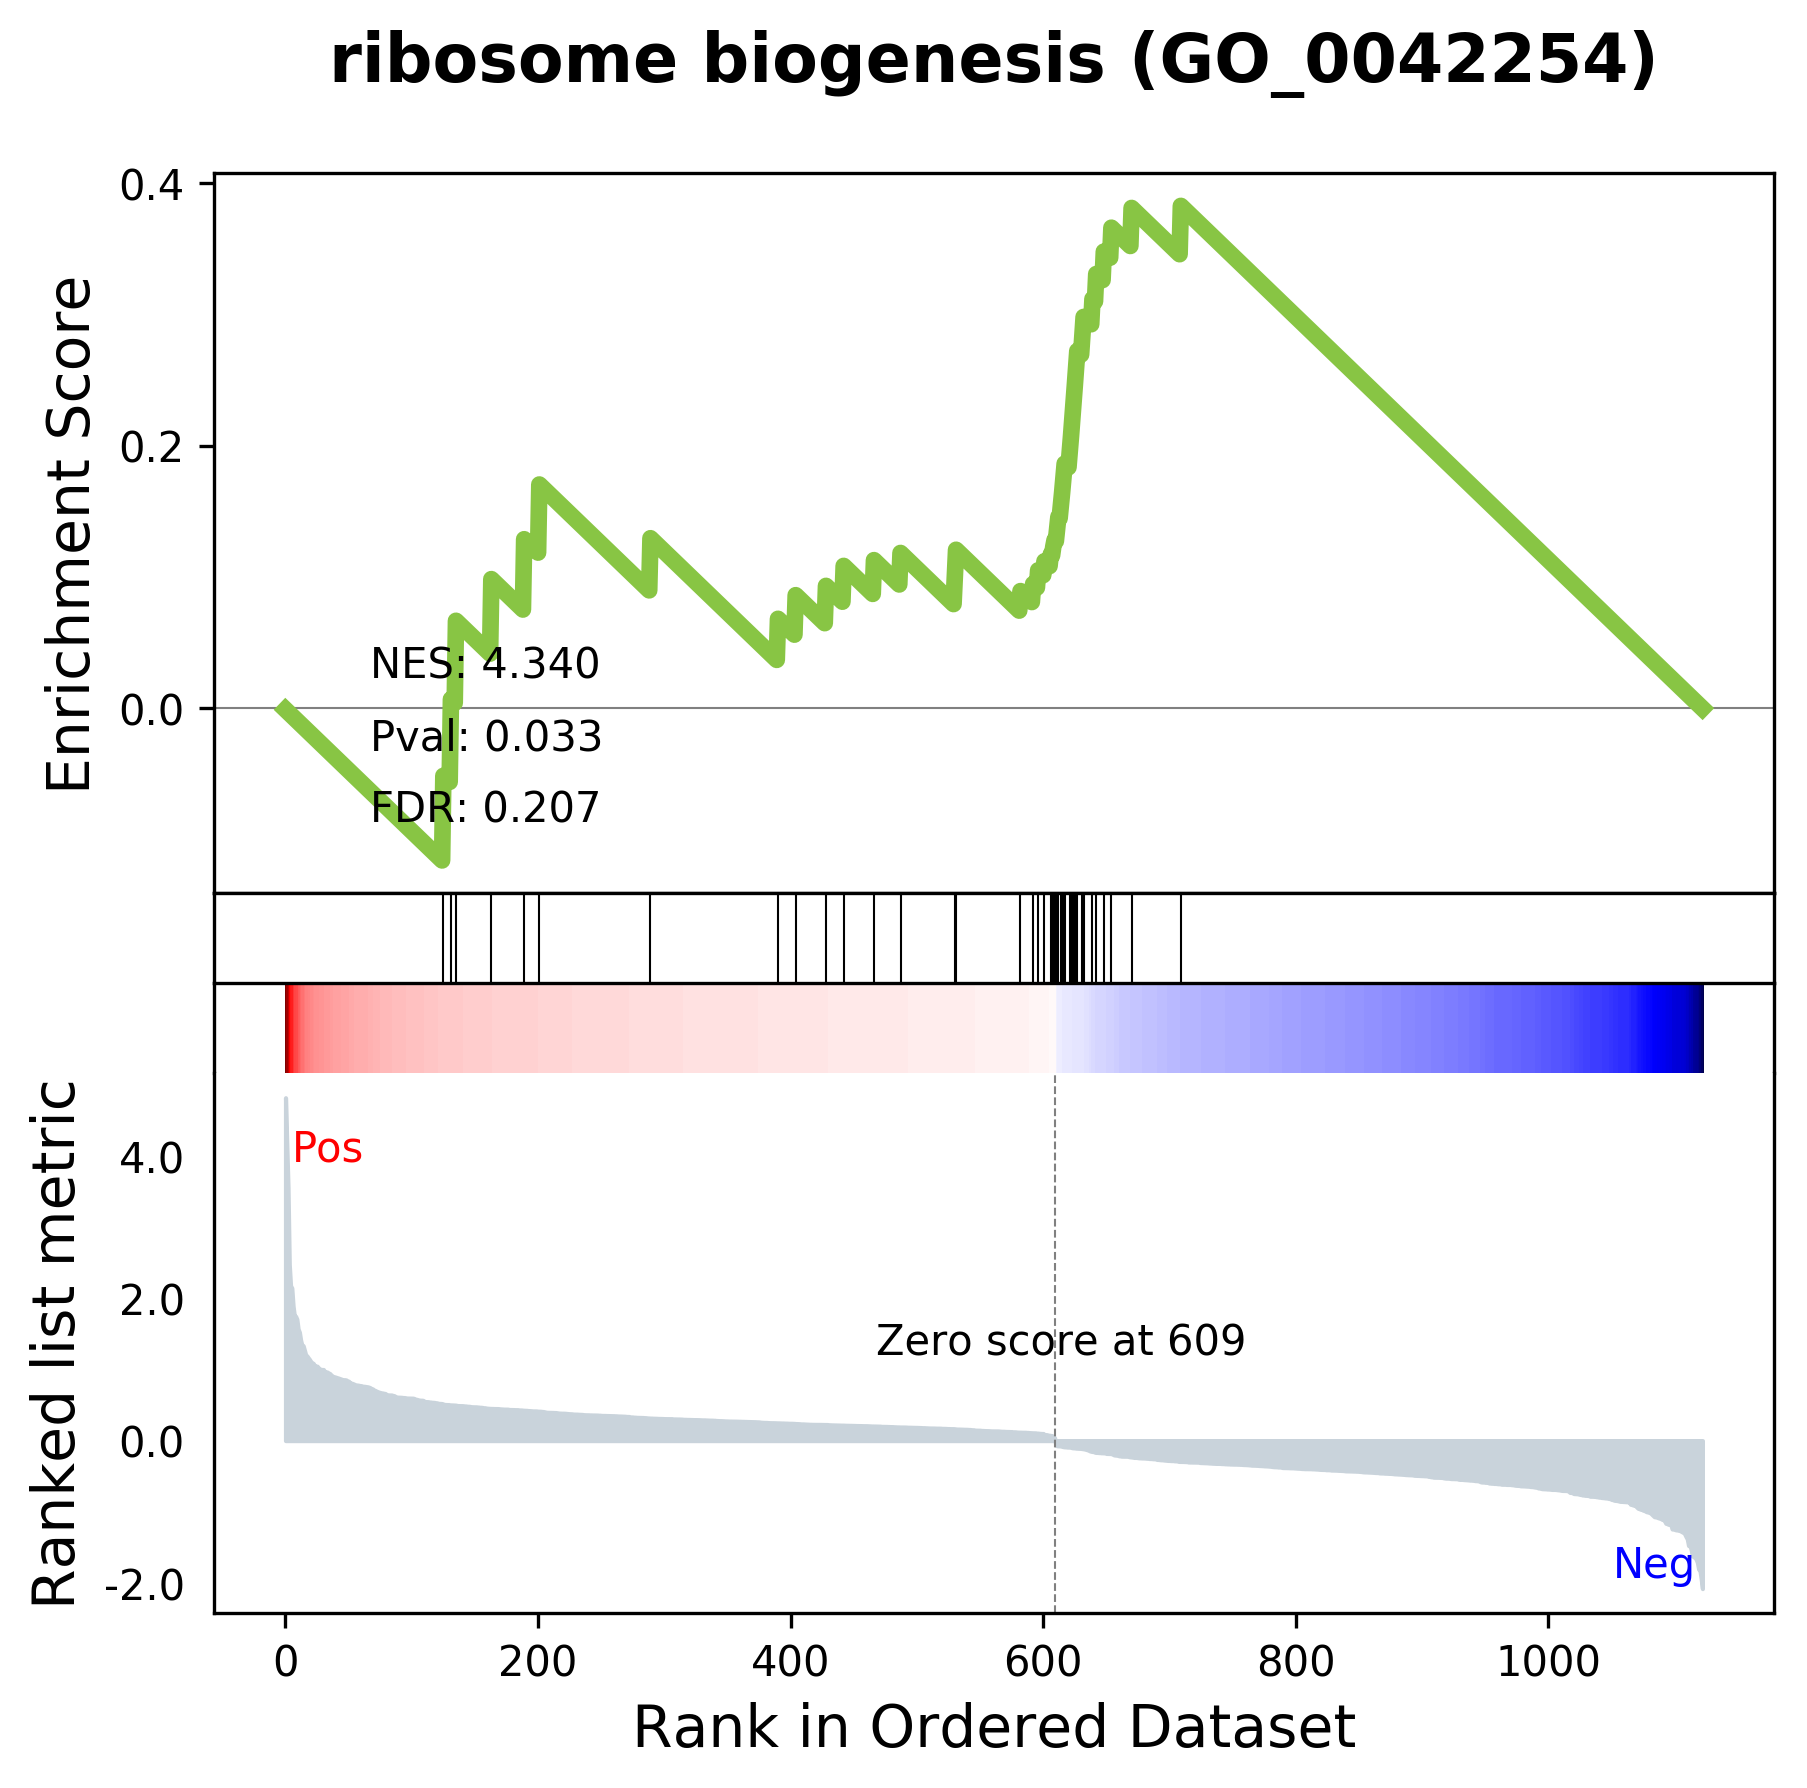 ribosome biogenesis (GO_0042254)
Enrichment Score
0.4
0.2
0.0
NES: 4.340
Pval: 0.033
FDR: 0.207
Ranked list metric
4.0
2.0
0.0
-2.0
Pos
Zero score at 609
Neg
0 200 400 600 800 1000
Rank in Ordered Dataset